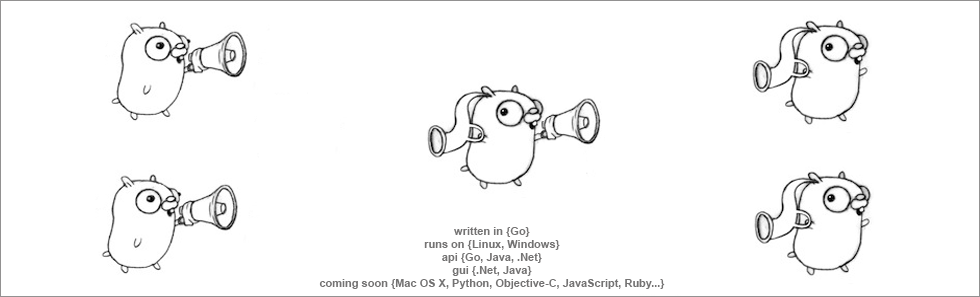 written in {Go}
runs on {Linux, Windows}
api {Go, Java, .Net}
gui {.Net, Java}
coming soon {Mac OS X, Python, Objective-C, JavaScript, Ruby...}